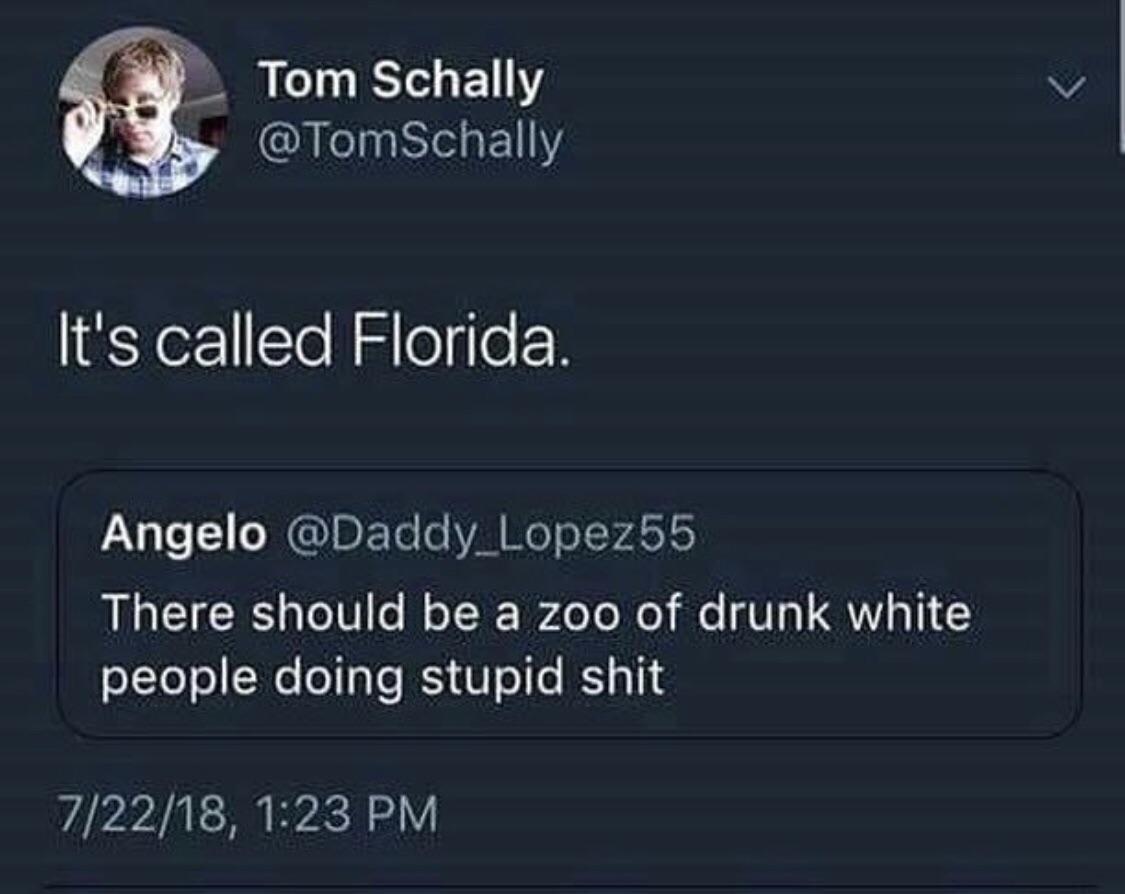 Tom Schally
@TomSchally
It's called Florida.
Angelo @Daddy_Lopez55
There should be a zoo of drunk white
people doing stupid shit
7/22/18, 1:23 PM